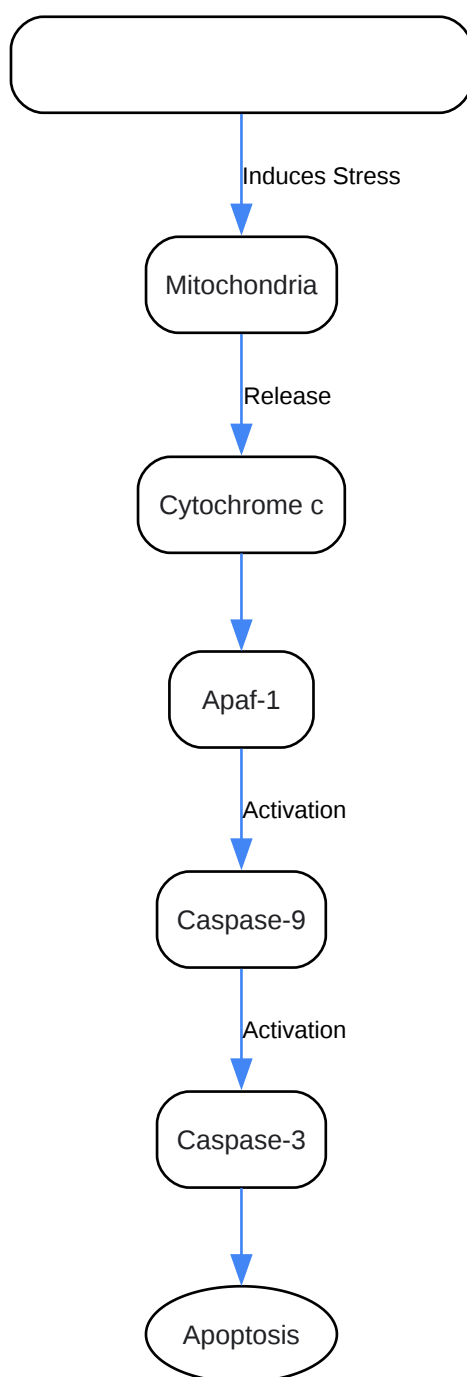 Induces Stress
Mitochondria
Release
Cytochrome c
Apaf-1
Activation
Caspase-9
Activation
Caspase-3
Apoptosis